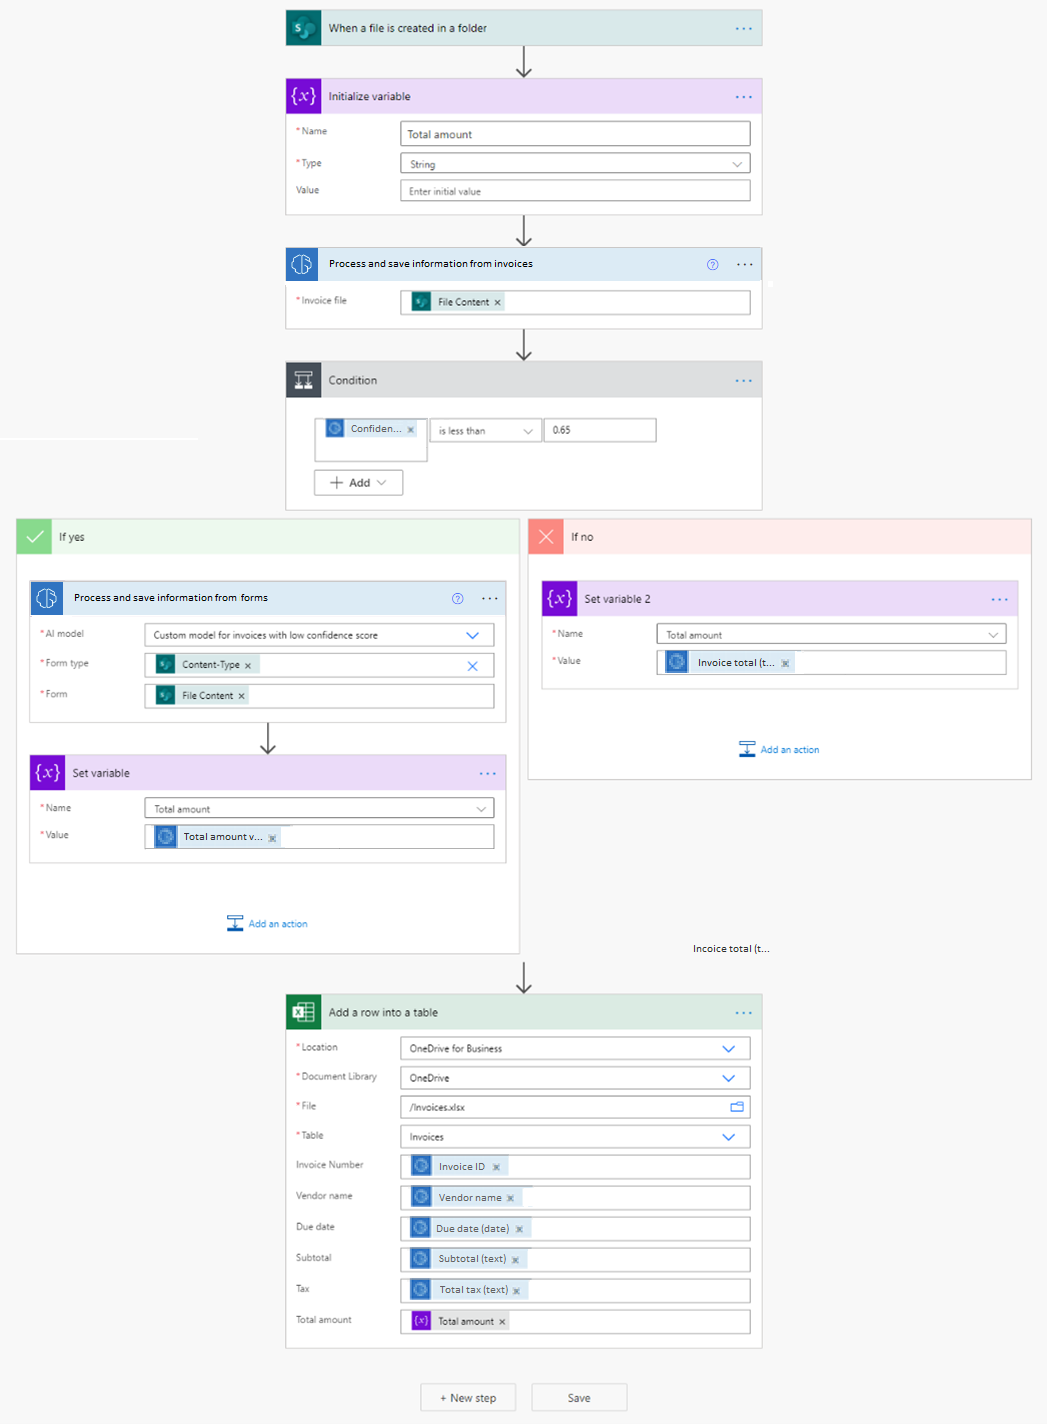 When a file is created in a folder
Initialize variable
* Name Total amount
* Type String
Value Enter initial value
Process and save information from invoices
* Invoice file File Content ×
Condition
Confiden... × is less than 0.65
+ Add
If yes
If no
Process and save information from forms
* AI model Custom model for invoices with low confidence score
* Form type Content-Type ×
* Form File Content ×
Set variable 2
* Name Total amount
* Value Invoice total (t... ×
Add an action
Set variable
* Name Total amount
* Value Total amount v... ×
Add an action
Incoice total (t...
Add a row into a table
* Location OneDrive for Business
* Document Library OneDrive
* File /Invoices.xlsx
* Table Invoices
Invoice Number Invoice ID ×
Vendor name Vendor name ×
Due date Due date (date) ×
Subtotal Subtotal (text) ×
Tax Total tax (text) ×
Total amount Total amount ×
+ New step Save